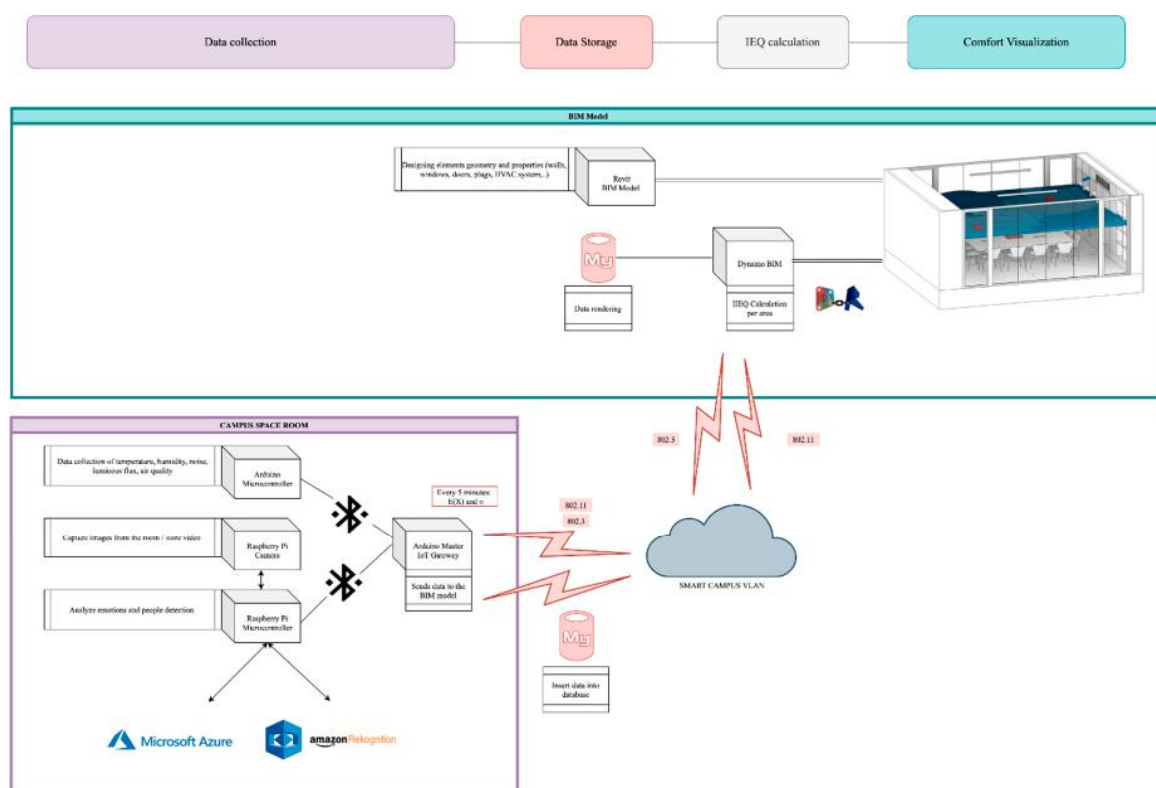 Data collection
Data Storage
IEQ calculation
Comfort Visualization
BIM Model
Designing elements geometry and properties (walls,
windows, doors, plugs, HVAC system,..)
Revit
BIM Model
My
Data rendering
Dynamo BIM
IIEQ Calculation
per area
R
802.3
802.11
CAMPUS SPACE ROOM
Data collection of temperature, humidity, noise,
luminous flux, air quality
Arduino
Microcontroller
Capture images from the room / store video
Raspberry Pi
Camera
Analyze emotions and people detection
Raspberry Pi
Microcontroller
Every 5 minutes:
E(X) and σ
Arduino Master
IoT Gateway
Sends data to the
BIM model
802.11
802.3
SMART CAMPUS VLAN
My
Insert data into
database
Microsoft Azure
amazon Rekognition